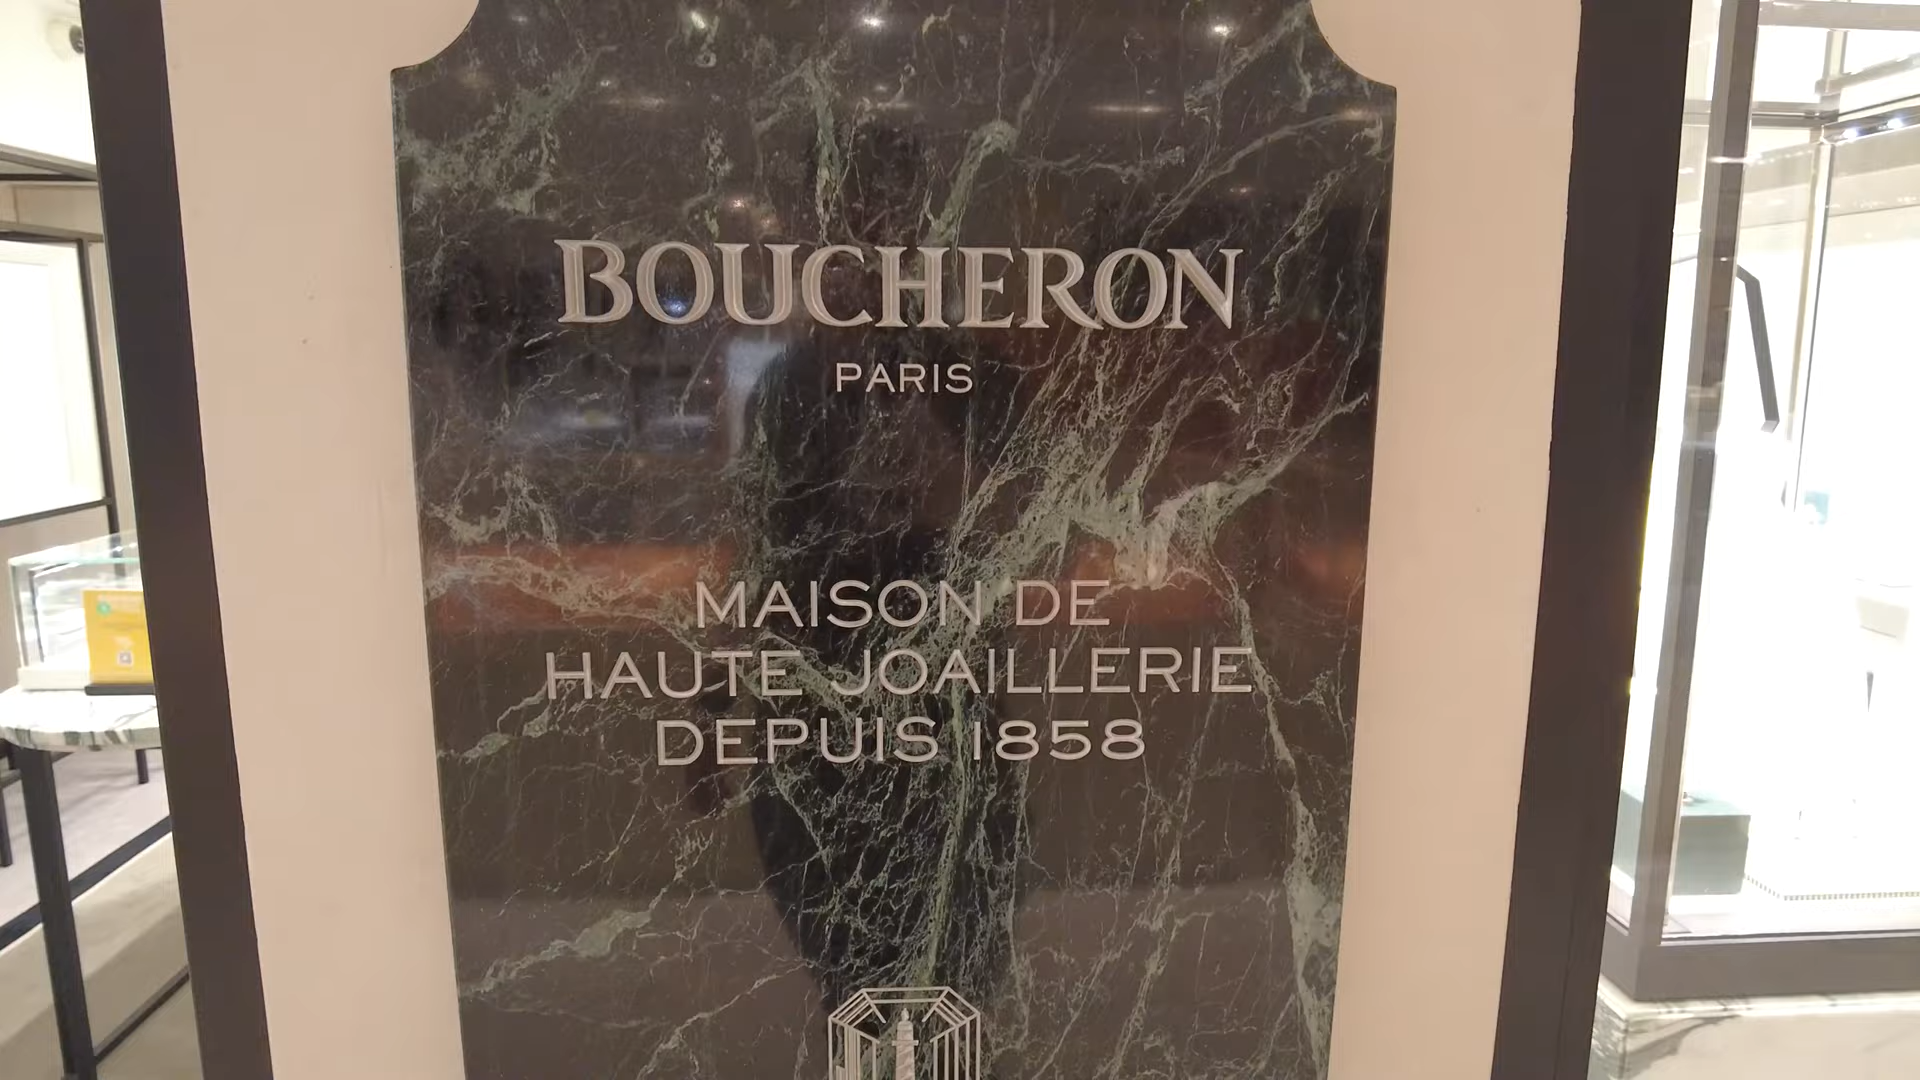 BOUCHERON
PARIS
MAISON DE
HAUTE JOAILLERIE
DEPUIS 1858